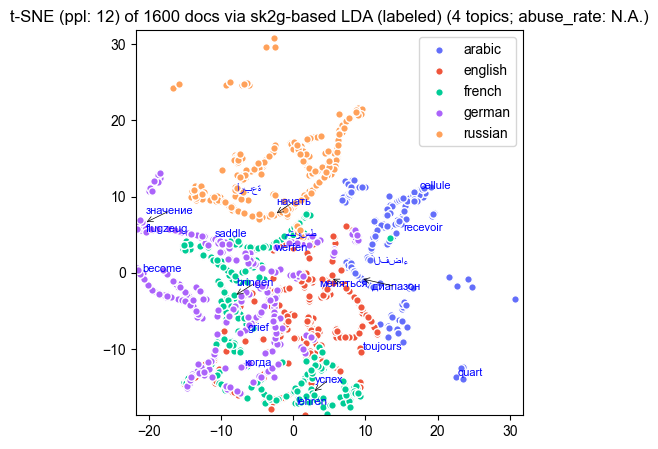 t-SNE (ppl: 12) of 1600 docs via sk2g-based LDA (labeled) (4 topics; abuse_rate: N.A.)
arabic
english
french
german
russian
30
20
10
0
−10
−20
−10
0
10
20
30
cellule
начать
значение
recevoir
flugzeug
saddle
werfen
become
bringen
меняться
диапазон
grief
toujours
когда
quart
успех
lehren